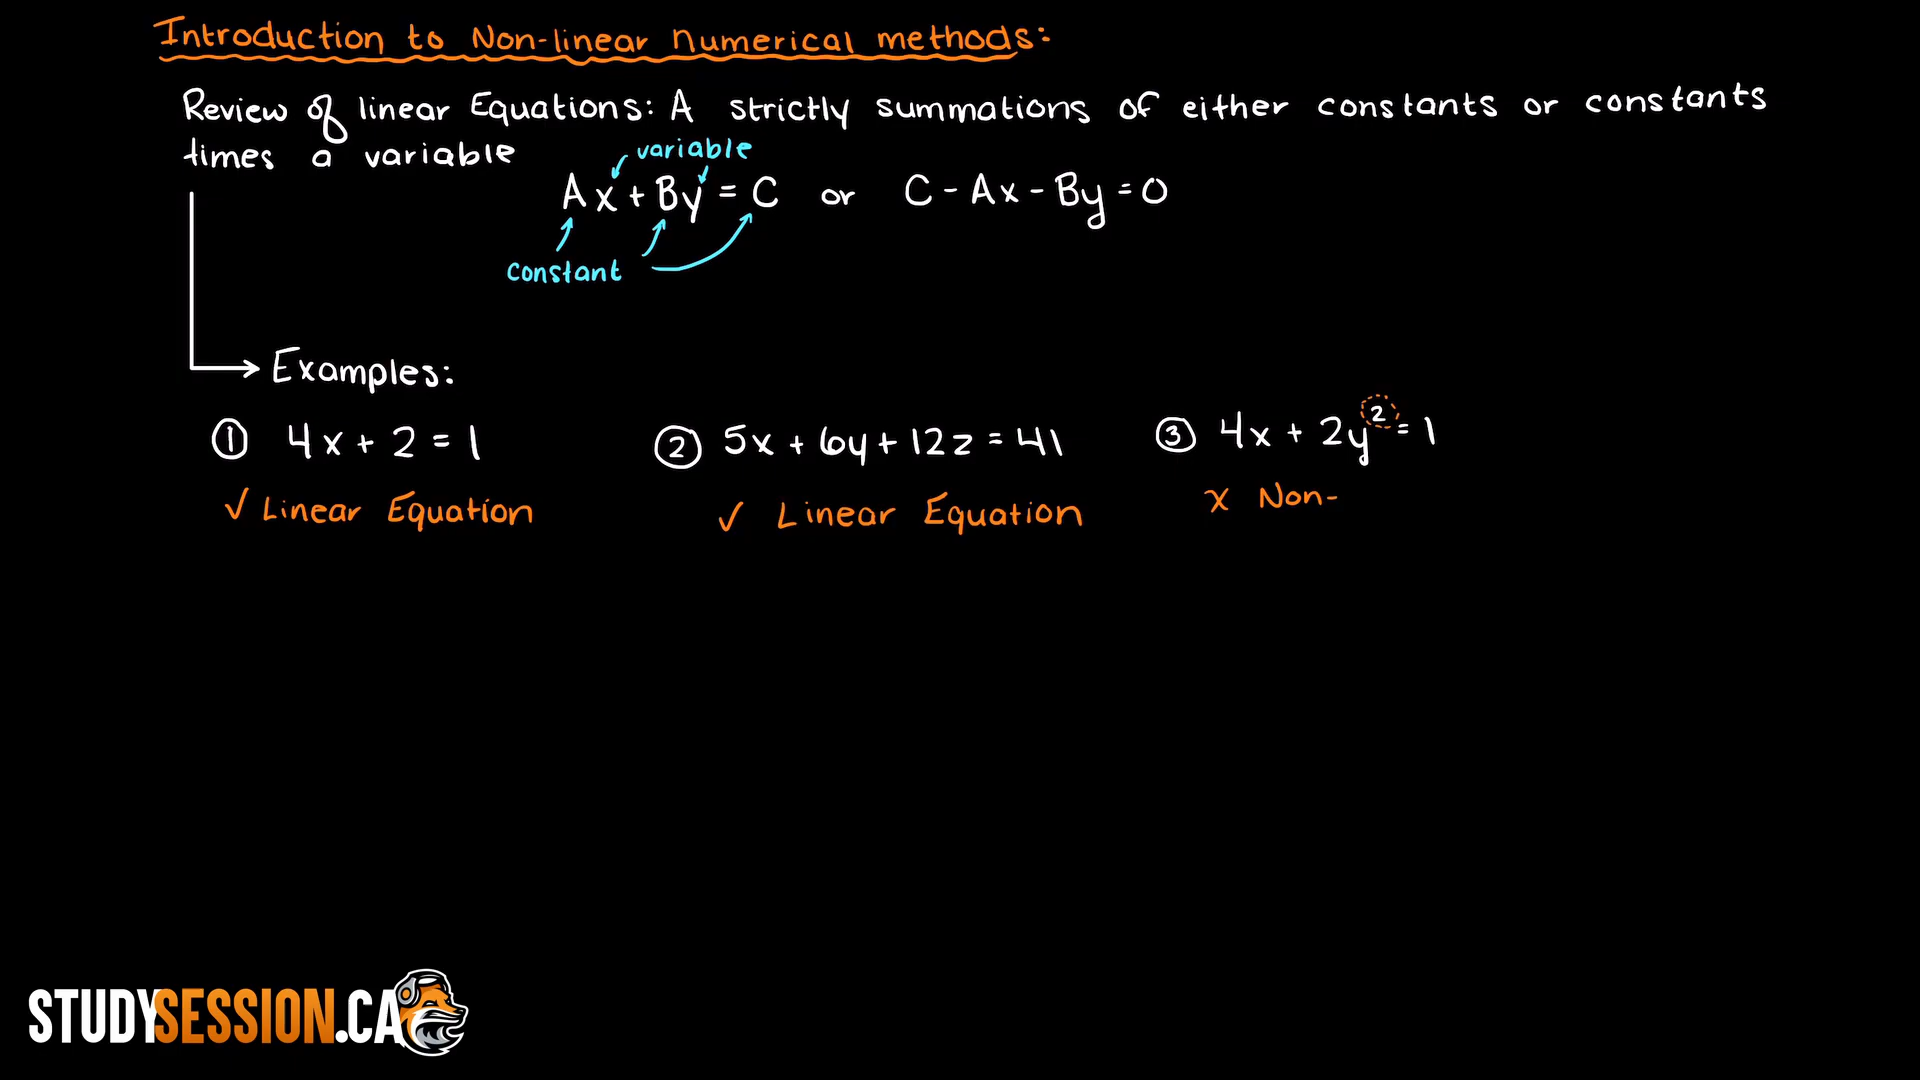 Introduction to Non-linear Numerical methods:
Review of linear Equations: A strictly summations of either constants or constants
times a variable
variable
Ax + By = C or C - Ax - By = 0
constant
Examples:
① 4x + 2 = 1
✓ Linear Equation
② 5x + 6y + 12z = 41
✓ Linear Equation
③ 4x + 2y² = 1
x Non-
STUDYSESSION.CA